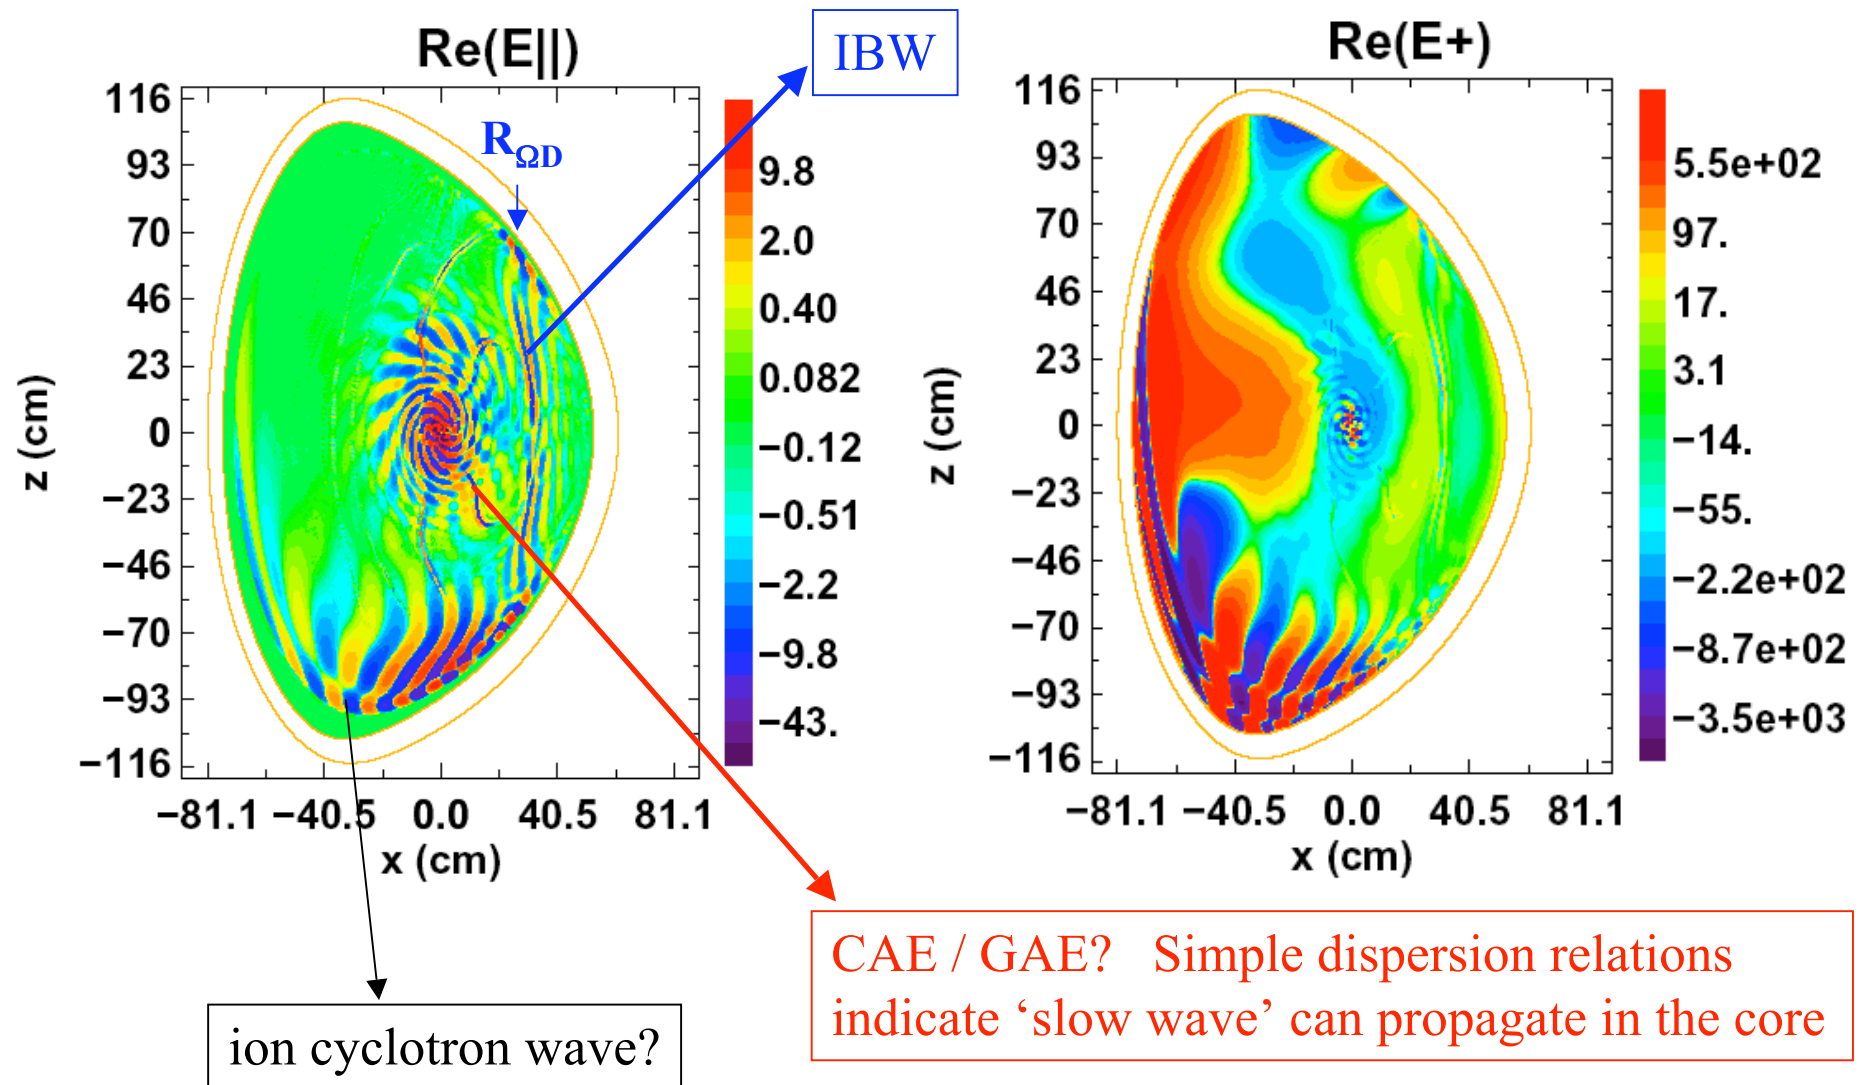 Re(E||)
IBW
Re(E+)
R_ΩD
116
93
70
46
23
0
−23
−46
−70
−93
−116
z (cm)
−81.1 −40.5 0.0 40.5 81.1
x (cm)
9.8
2.0
0.40
0.082
−0.12
−0.51
−2.2
−9.8
−43.
116
93
70
46
23
0
−23
−46
−70
−93
−116
z (cm)
−81.1 −40.5 0.0 40.5 81.1
x (cm)
5.5e+02
97.
17.
3.1
−14.
−55.
−2.2e+02
−8.7e+02
−3.5e+03
CAE / GAE? Simple dispersion relations
indicate ‘slow wave’ can propagate in the core
ion cyclotron wave?